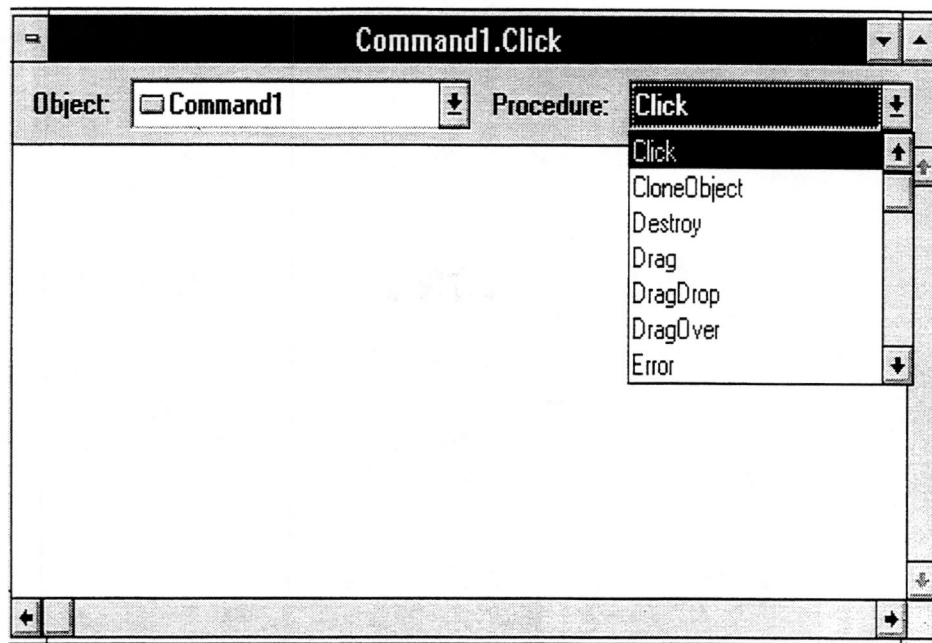 Command1.Click
Object: Command1 Procedure: Click
Click
CloneObject
Destroy
Drag
DragDrop
DragOver
Error